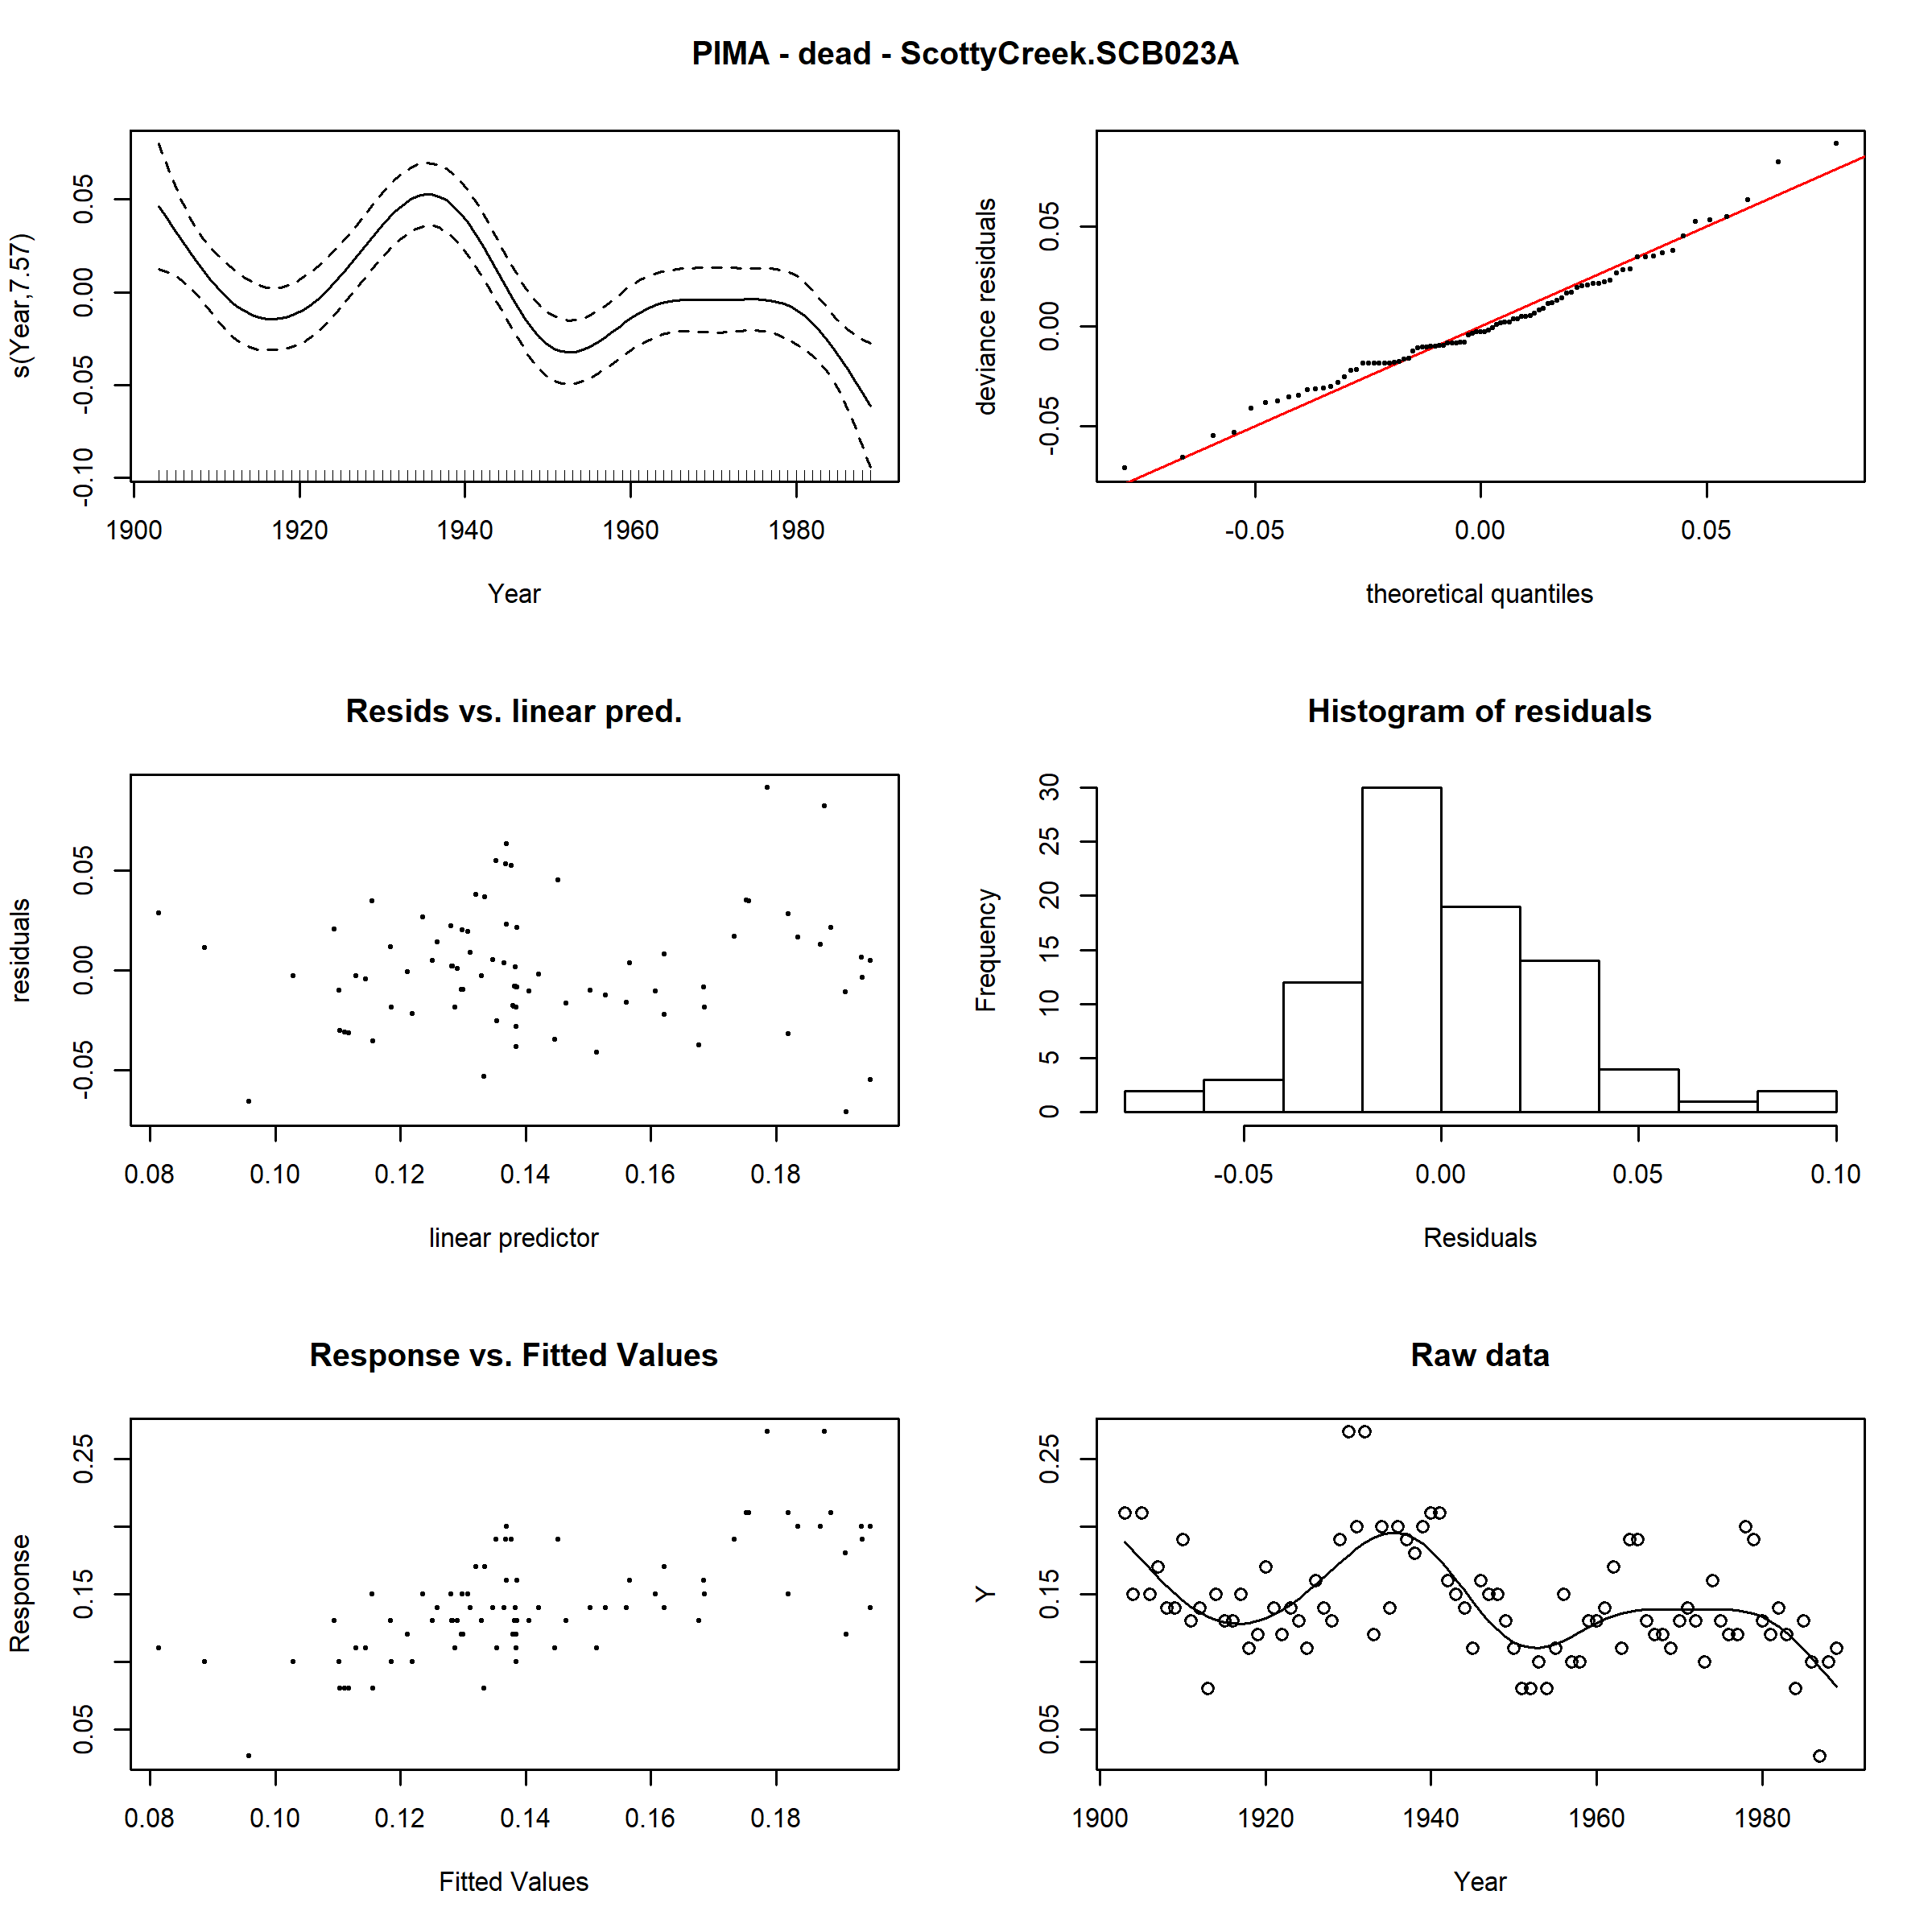 PIMA - dead - ScottyCreek.SCB023A
s(Year,7.57)
-0.10 -0.05 0.00 0.05
1900 1920 1940 1960 1980
Year
deviance residuals
-0.05 0.00 0.05
-0.05 0.00 0.05
theoretical quantiles
Resids vs. linear pred.
residuals
-0.05 0.00 0.05
0.08 0.10 0.12 0.14 0.16 0.18
linear predictor
Histogram of residuals
Frequency
0 5 10 15 20 25 30
-0.05 0.00 0.05 0.10
Residuals
Response vs. Fitted Values
Response
0.05 0.15 0.25
0.08 0.10 0.12 0.14 0.16 0.18
Fitted Values
Raw data
Y
0.05 0.15 0.25
1900 1920 1940 1960 1980
Year